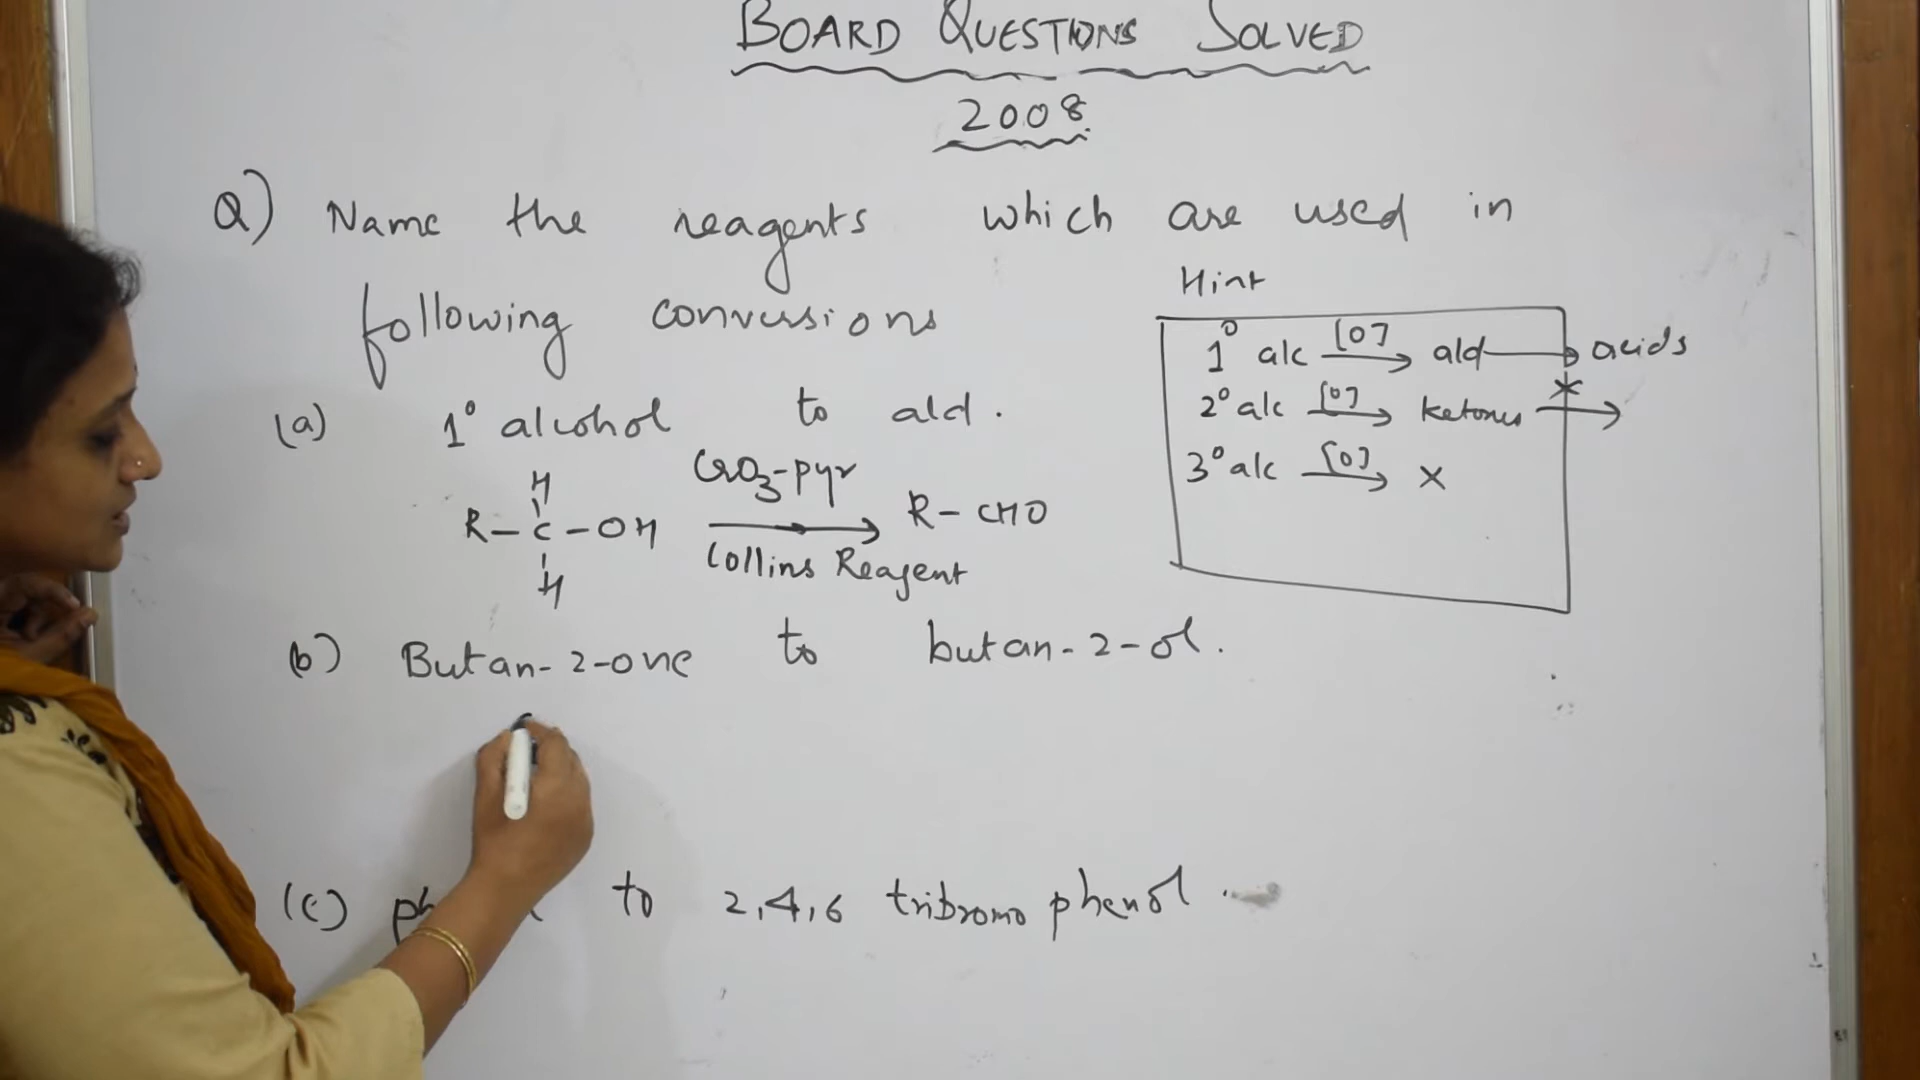 BOARD QUESTIONS SOLVED
2008
Q) Name the reagents which are used in
following conversions
Hint
1° alc [O] ald acids
2° alc [O] ketones ×
3° alc [O] ×
(a) 1° alcohol to ald.
H
CrO3-pyr
R-C-OH R-CHO
Collins Reagent
H
(b) Butan-2-one to butan-2-ol.
(c) to 2,4,6 tribromo phenol.